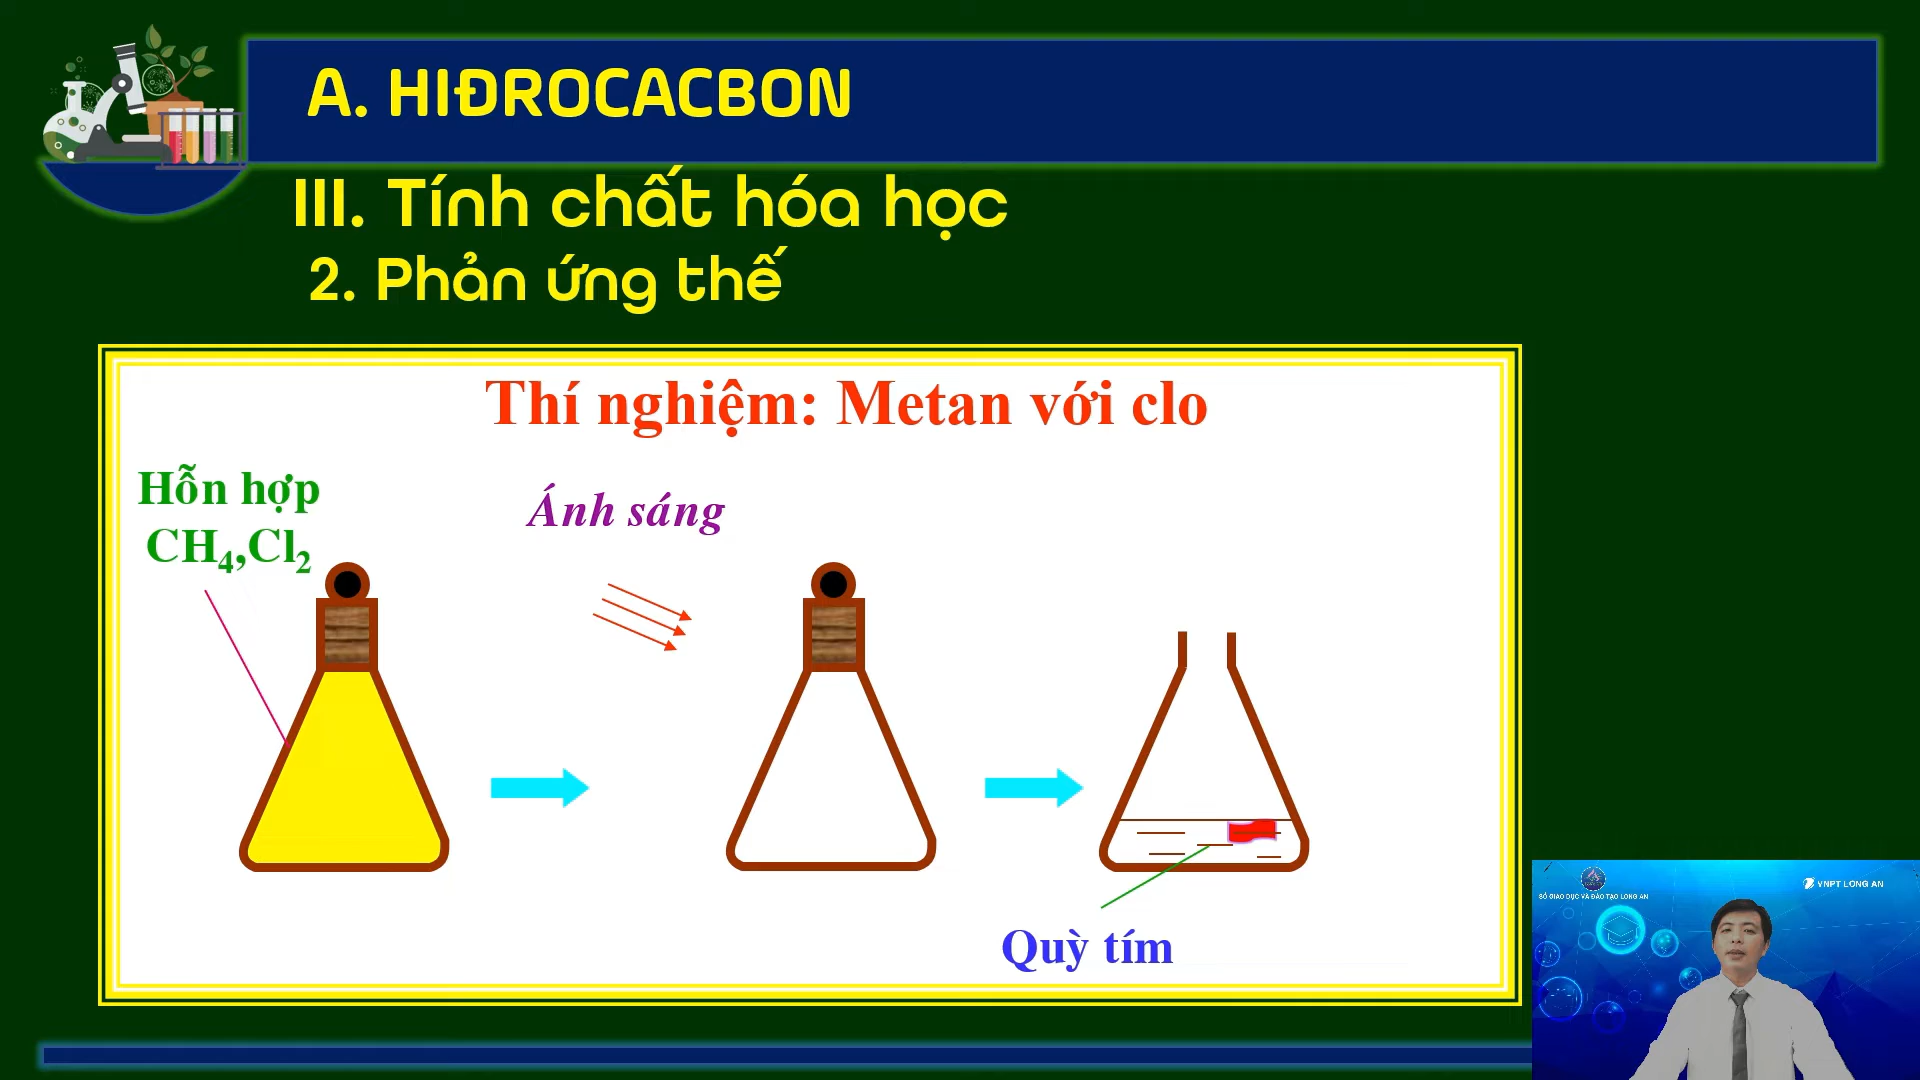 A. HIĐROCACBON
III. Tính chất hóa học
2. Phản ứng thế
Thí nghiệm: Metan với clo
Hỗn hợp
CH₄,Cl₂
Ánh sáng
Quỳ tím
SỞ GIÁO DỤC VÀ ĐÀO TẠO LONG AN
VNPT LONG AN